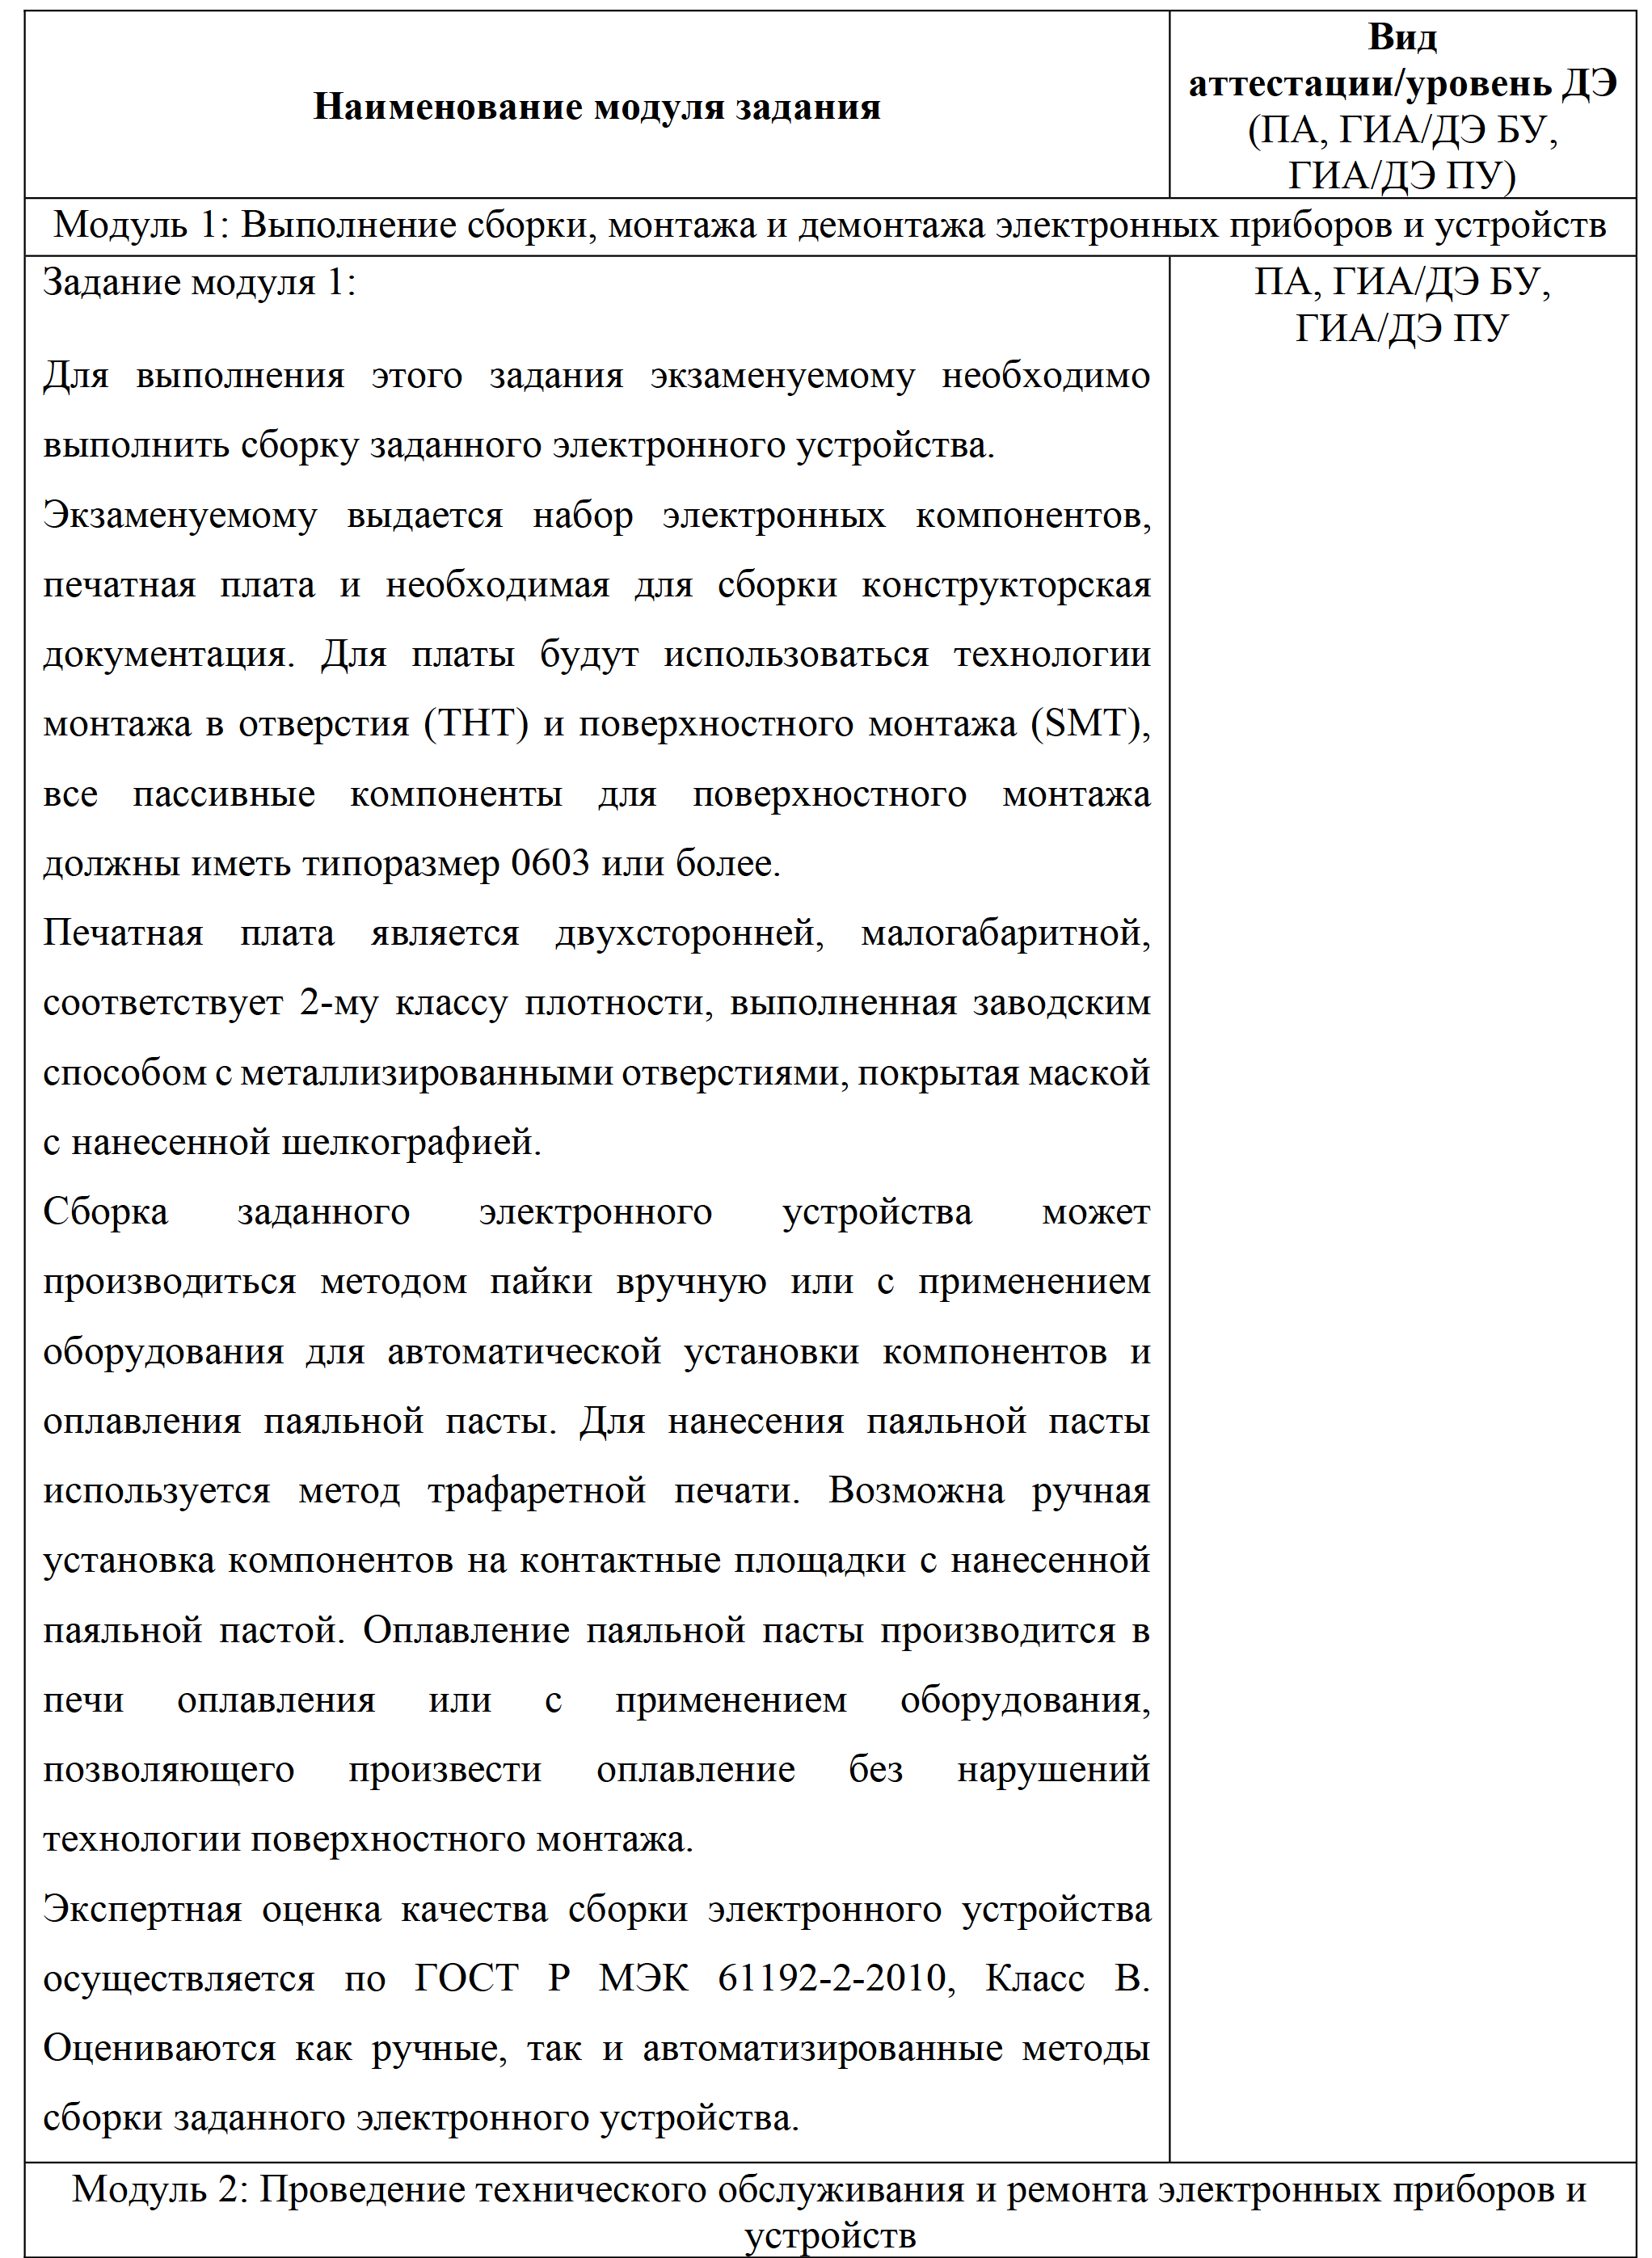 Наименование модуля задания
Вид
аттестации/уровень ДЭ
(ПА, ГИА/ДЭ БУ,
ГИА/ДЭ ПУ)
Модуль 1: Выполнение сборки, монтажа и демонтажа электронных приборов и устройств
Задание модуля 1:
ПА, ГИА/ДЭ БУ,
ГИА/ДЭ ПУ
Для выполнения этого задания экзаменуемому необходимо
выполнить сборку заданного электронного устройства.
Экзаменуемому выдается набор электронных компонентов,
печатная плата и необходимая для сборки конструкторская
документация. Для платы будут использоваться технологии
монтажа в отверстия (THT) и поверхностного монтажа (SMT),
все пассивные компоненты для поверхностного монтажа
должны иметь типоразмер 0603 или более.
Печатная плата является двухсторонней, малогабаритной,
соответствует 2-му классу плотности, выполненная заводским
способом с металлизированными отверстиями, покрытая маской
с нанесенной шелкографией.
Сборка заданного электронного устройства может
производиться методом пайки вручную или с применением
оборудования для автоматической установки компонентов и
оплавления паяльной пасты. Для нанесения паяльной пасты
используется метод трафаретной печати. Возможна ручная
установка компонентов на контактные площадки с нанесенной
паяльной пастой. Оплавление паяльной пасты производится в
печи оплавления или с применением оборудования,
позволяющего произвести оплавление без нарушений
технологии поверхностного монтажа.
Экспертная оценка качества сборки электронного устройства
осуществляется по ГОСТ Р МЭК 61192-2-2010, Класс В.
Оцениваются как ручные, так и автоматизированные методы
сборки заданного электронного устройства.
Модуль 2: Проведение технического обслуживания и ремонта электронных приборов и
устройств